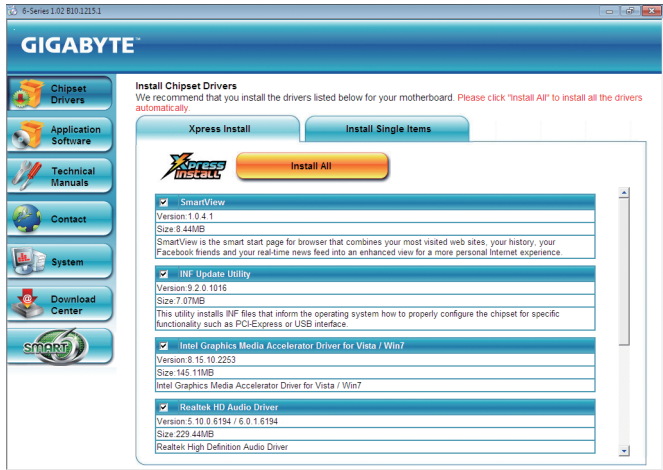 6-Series 1.02 B10.1215.1
GIGABYTE™
Chipset
Drivers
Application
Software
Technical
Manuals
Contact
System
Download
Center
SMART6
Install Chipset Drivers
We recommend that you install the drivers listed below for your motherboard. Please click "Install All" to install all the drivers
automatically.
Xpress Install
Install Single Items
Xpress
INSTALL
Install All
SmartView
Version:1.0.4.1
Size:8.44MB
SmartView is the smart start page for browser that combines your most visited web sites, your history, your
Facebook friends and your real-time news feed into an enhanced view for a more personal Internet experience.
INF Update Utility
Version:9.2.0.1016
Size:7.07MB
This utility installs INF files that inform the operating system how to properly configure the chipset for specific
functionality such as PCI-Express or USB interface.
Intel Graphics Media Accelerator Driver for Vista / Win7
Version:8.15.10.2253
Size:145.11MB
Intel Graphics Media Accelerator Driver for Vista / Win7
Realtek HD Audio Driver
Version:5.10.0.6194 / 6.0.1.6194
Size:229.44MB
Realtek High Definition Audio Driver